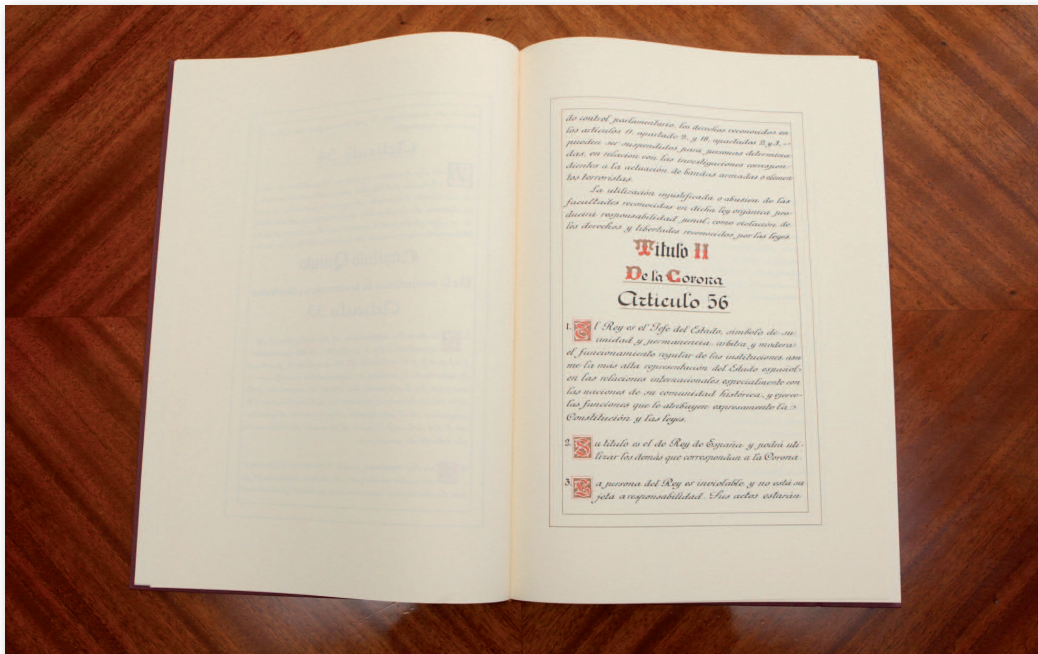 do control parlamentario, los derechos reconocidos en
los artículos 17, apartado 2, y 18, apartados 2 y 3,
pueden ser suspendidos para personas determina-
das, en relación con las investigaciones correspon-
dientes a la actuación de bandas armadas o elemen-
tos terroristas.
La utilización injustificada o abusiva de las
facultades reconocidas en dicha ley orgánica pro-
ducirá responsabilidad penal, como violación de
los derechos y libertades reconocidos por las leyes.
Título II
De la Corona
Artículo 56
1. El Rey es el Jefe del Estado, símbolo de su
unidad y permanencia, arbitra y modera
el funcionamiento regular de las instituciones, asu-
me la más alta representación del Estado español
en las relaciones internacionales especialmente con
las naciones de su comunidad histórica, y ejerce
las funciones que le atribuyen expresamente la
Constitución y las leyes.
2. Su título es el de Rey de España y podrá uti-
lizar los demás que correspondan a la Corona.
3. La persona del Rey es inviolable y no está su-
jeta a responsabilidad. Sus actos estarán